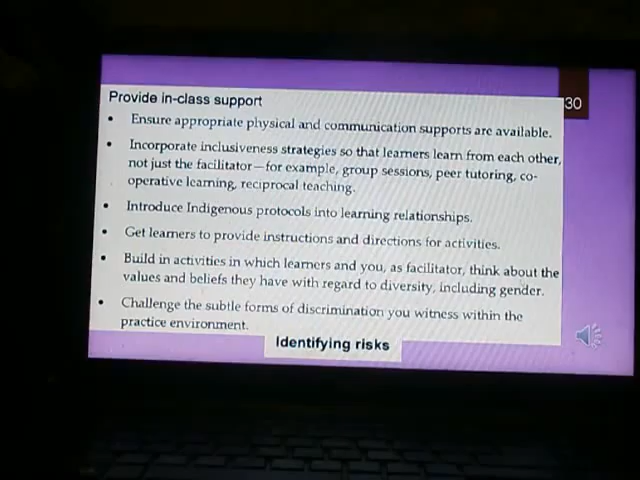 Provide in-class support
30
• Ensure appropriate physical and communication supports are available.
• Incorporate inclusiveness strategies so that learners learn from each other,
not just the facilitator—for example, group sessions, peer tutoring, co-
operative learning, reciprocal teaching.
• Introduce Indigenous protocols into learning relationships.
• Get learners to provide instructions and directions for activities.
• Build in activities in which learners and you, as facilitator, think about the
values and beliefs they have with regard to diversity, including gender.
• Challenge the subtle forms of discrimination you witness within the
practice environment.
Identifying risks